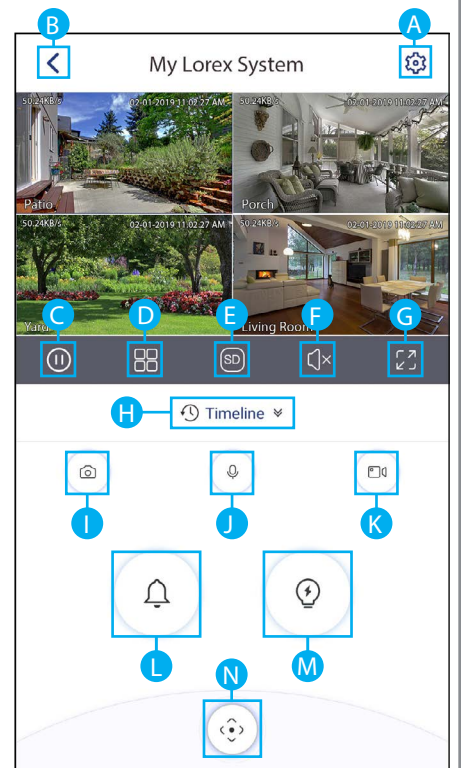 B
A
My Lorex System
50.24KB/s 02-01-2019 11:02:27 AM
50.24KB/s 02-01-2019 11:02:27 AM
Patio
Porch
50.24KB/s 02-01-2019 11:02:27 AM
50.24KB/s 02-01-2019 11:02:27 AM
Yard
Living Room
C D E F G
SD
H Timeline
I J K
L M
N